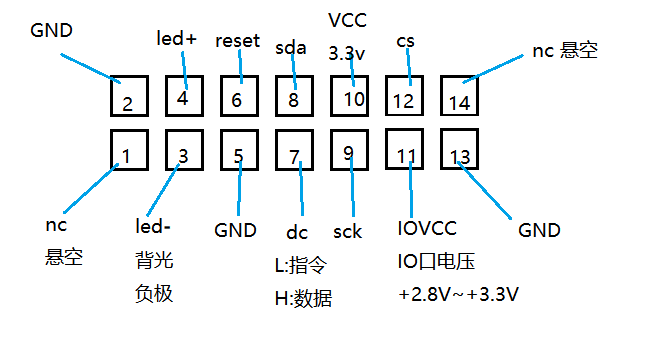 GND
led+
reset
sda
VCC
3.3v
cs
nc 悬空
2
4
6
8
10
12
14
1
3
5
7
9
11
13
nc
悬空
led-
背光
负极
GND
dc
L:指令
H:数据
sck
IOVCC
IO口电压
+2.8V~+3.3V
GND